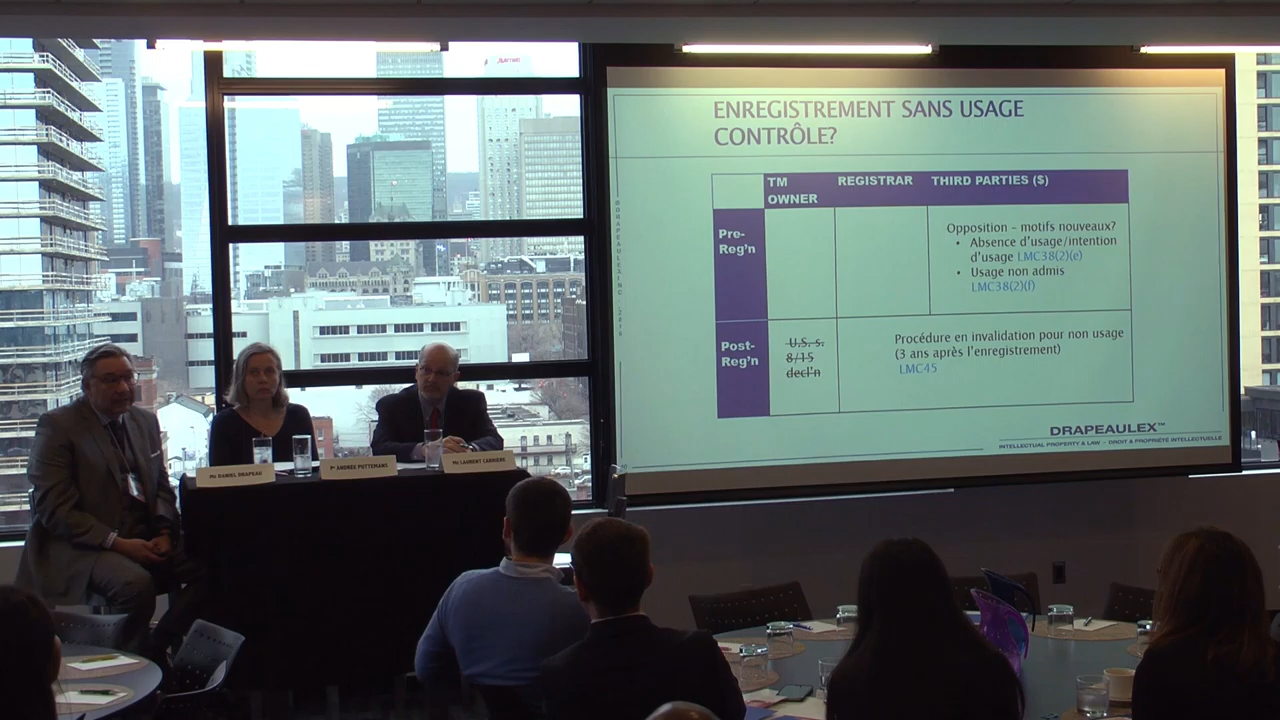 Marriott
ENREGISTREMENT SANS USAGE
CONTRÔLE?
TM
OWNER
REGISTRAR
THIRD PARTIES ($)
Pre-
Reg'n
Opposition – motifs nouveaux?
• Absence d'usage/intention
d'usage LMC38(2)(e)
• Usage non admis
LMC38(2)(f)
Post-
Reg'n
U.S. s.
8/15
decl'n
Procédure en invalidation pour non usage
(3 ans après l'enregistrement)
LMC45
DRAPEAULEX™
INTELLECTUAL PROPERTY & LAW – DROIT & PROPRIÉTÉ INTELLECTUELLE
Me DANIEL DRAPEAU
Pr ANDRÉE PUTTEMANS
Me LAURENT CARRIÈRE